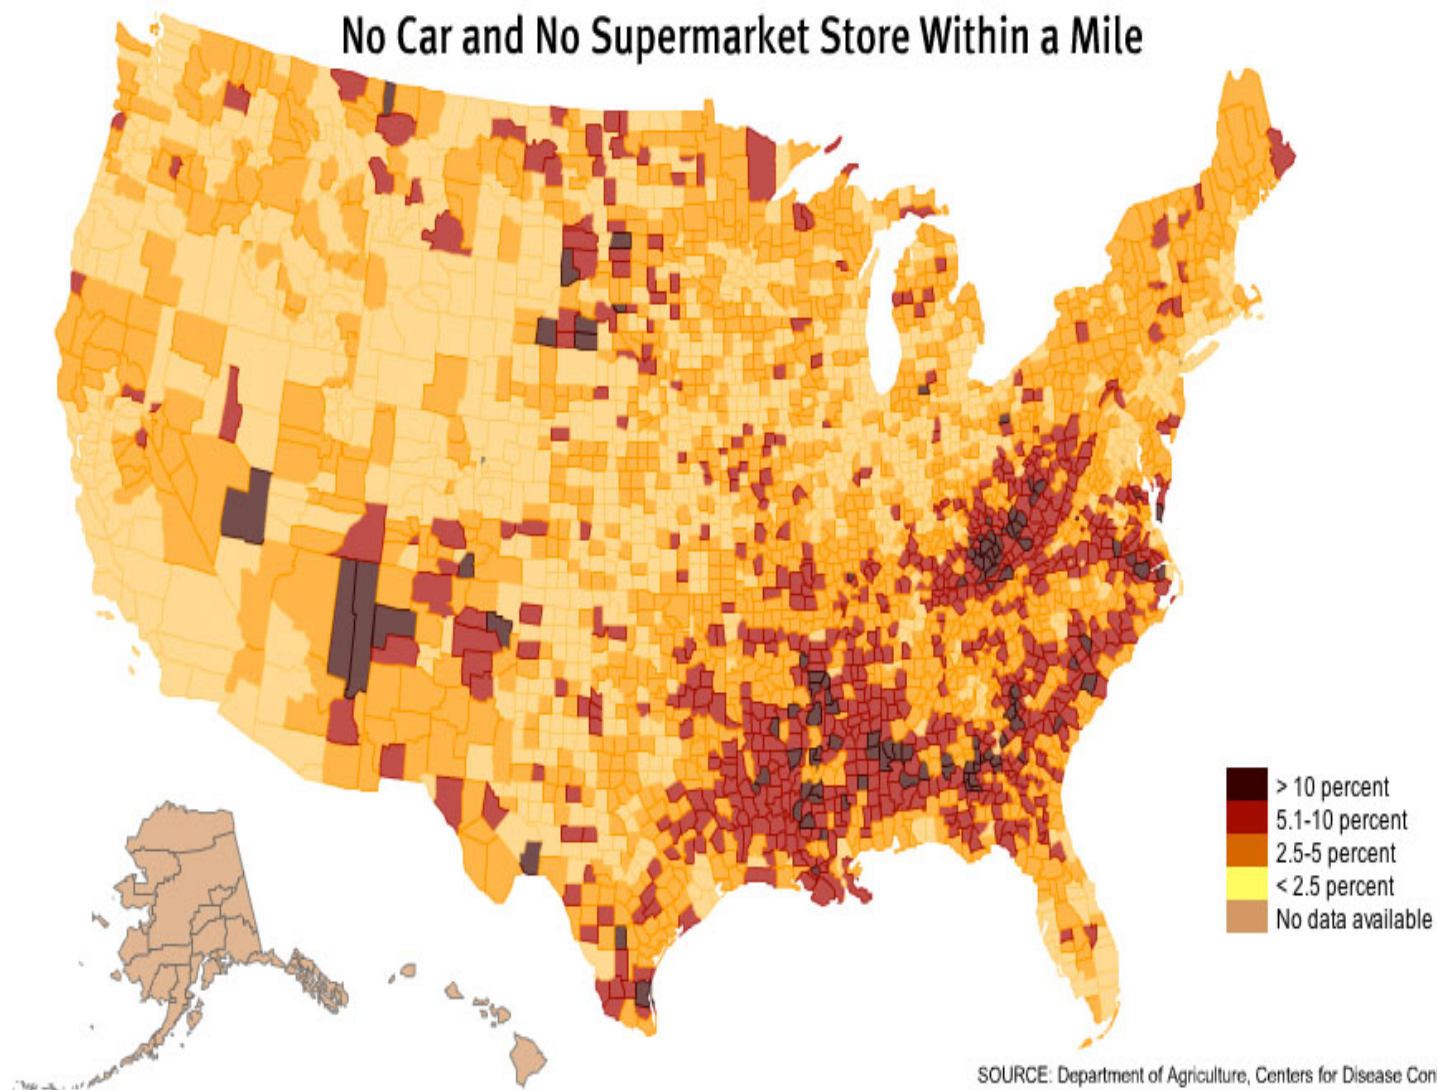 No Car and No Supermarket Store Within a Mile
> 10 percent
5.1-10 percent
2.5-5 percent
< 2.5 percent
No data available
SOURCE: Department of Agriculture, Centers for Disease Con